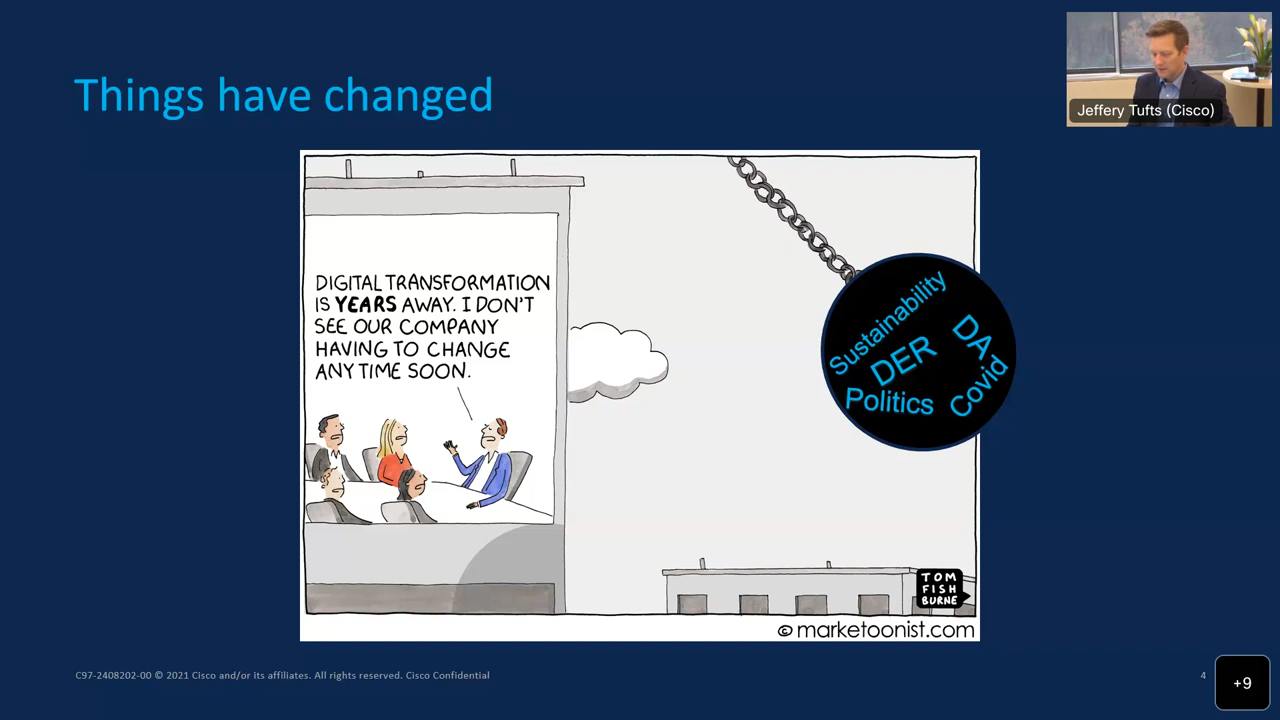 Things have changed
Jeffery Tufts (Cisco)
DIGITAL TRANSFORMATION
IS YEARS AWAY. I DON'T
SEE OUR COMPANY
HAVING TO CHANGE
ANY TIME SOON.
Sustainability
DER
DA
Politics
Covid
TOM
FISH
BURNE
© marketoonist.com
C97-2408202-00 © 2021 Cisco and/or its affiliates. All rights reserved. Cisco Confidential
4
+9